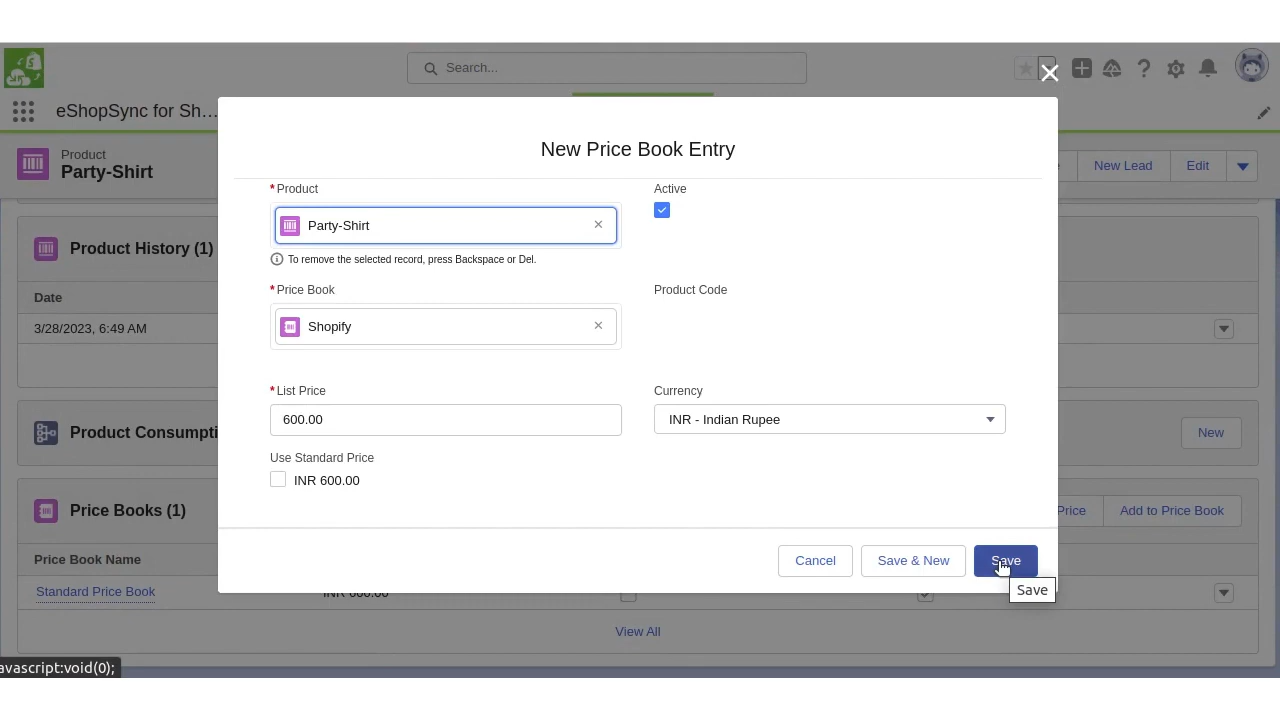 Search...
eShopSync for Sh...
Product
Party-Shirt
New Lead
Edit
New Price Book Entry
*Product
Active
Party-Shirt
To remove the selected record, press Backspace or Del.
*Price Book
Product Code
Shopify
*List Price
Currency
600.00
INR - Indian Rupee
Use Standard Price
INR 600.00
Cancel
Save & New
Save
Save
Product History (1)
Date
3/28/2023, 6:49 AM
Product Consumpti
New
Price Books (1)
Price
Add to Price Book
Price Book Name
Standard Price Book
INR 600.00
View All
avascript:void(0);